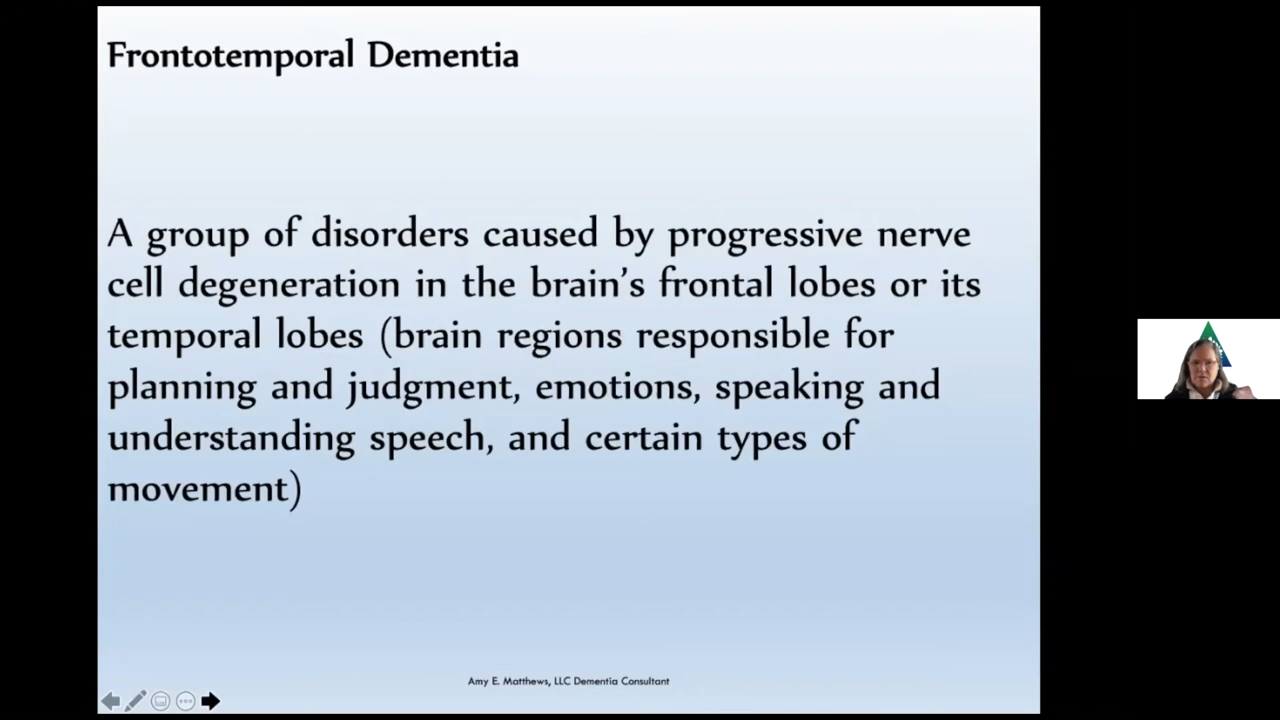 Frontotemporal Dementia
A group of disorders caused by progressive nerve
cell degeneration in the brain’s frontal lobes or its
temporal lobes (brain regions responsible for
planning and judgment, emotions, speaking and
understanding speech, and certain types of
movement)
Amy E. Matthews, LLC Dementia Consultant